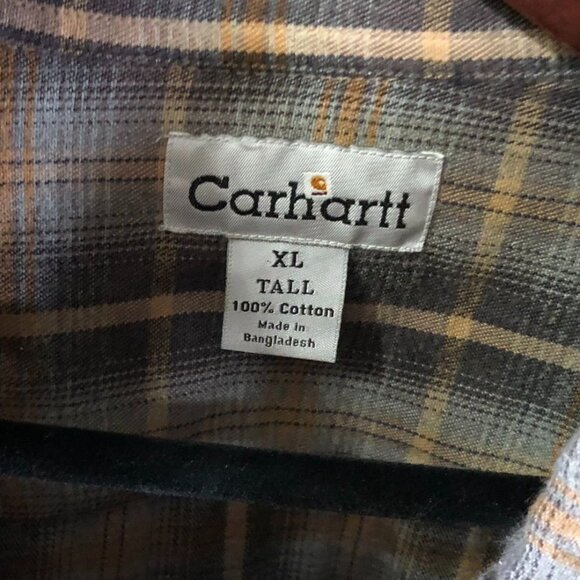 Carhartt
XL
TALL
100% Cotton
Made in
Bangladesh